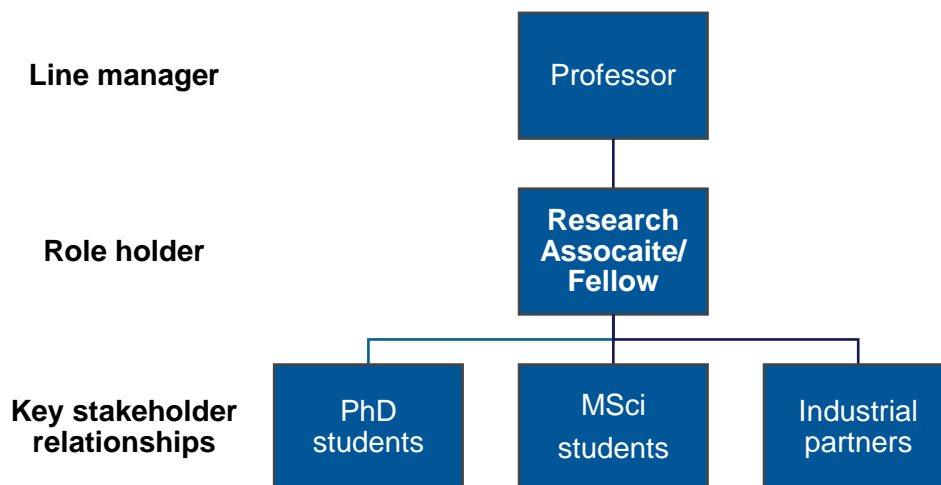 Line manager
Professor
Role holder
Research
Assocaite/
Fellow
Key stakeholder
relationships
PhD
students
MSci
students
Industrial
partners